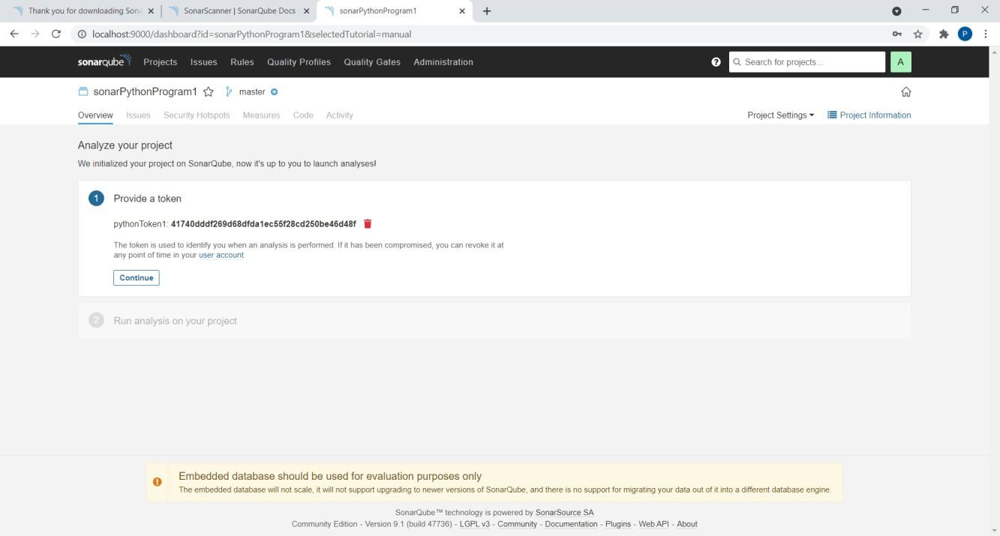 Thank you for downloading Sona
SonarScanner | SonarQube Docs
sonarPythonProgram1
localhost:9000/dashboard?id=sonarPythonProgram1&selectedTutorial=manual
P
sonarqube Projects Issues Rules Quality Profiles Quality Gates Administration
? Search for projects... A
sonarPythonProgram1 master
Overview Issues Security Hotspots Measures Code Activity Project Settings Project Information
Analyze your project
We initialized your project on SonarQube, now it's up to you to launch analyses!
1 Provide a token
pythonToken1: 41740dddf269d68dfda1ec55f28cd250be46d48f
The token is used to identify you when an analysis is performed. If it has been compromised, you can revoke it at
any point of time in your user account.
Continue
2 Run analysis on your project
Embedded database should be used for evaluation purposes only
The embedded database will not scale, it will not support upgrading to newer versions of SonarQube, and there is no support for migrating your data out of it into a different database engine.
SonarQube™ technology is powered by SonarSource SA
Community Edition - Version 9.1 (build 47736) - LGPL v3 - Community - Documentation - Plugins - Web API - About